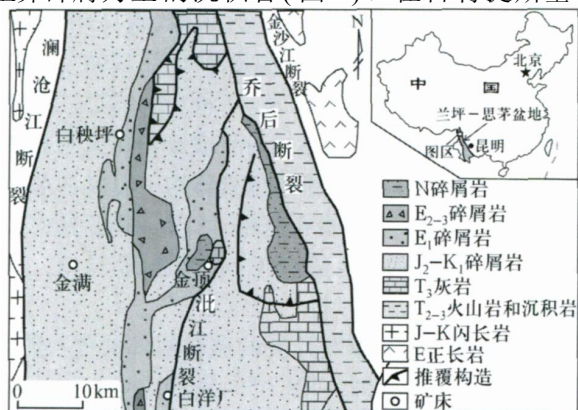 澜
沧
江
断
裂
白秧坪
金满
金顶
沘
江
断
裂
白洋厂
金
沙
江
断
裂
乔
后
断
裂
N
中国
北京
兰坪-思茅盆地
昆明
图区
N碎屑岩
E₂₋₃碎屑岩
E₁碎屑岩
J₂-K₁碎屑岩
T₃灰岩
T₂₋₃火山岩和沉积岩
J-K闪长岩
E正长岩
推覆构造
矿床
0 10km